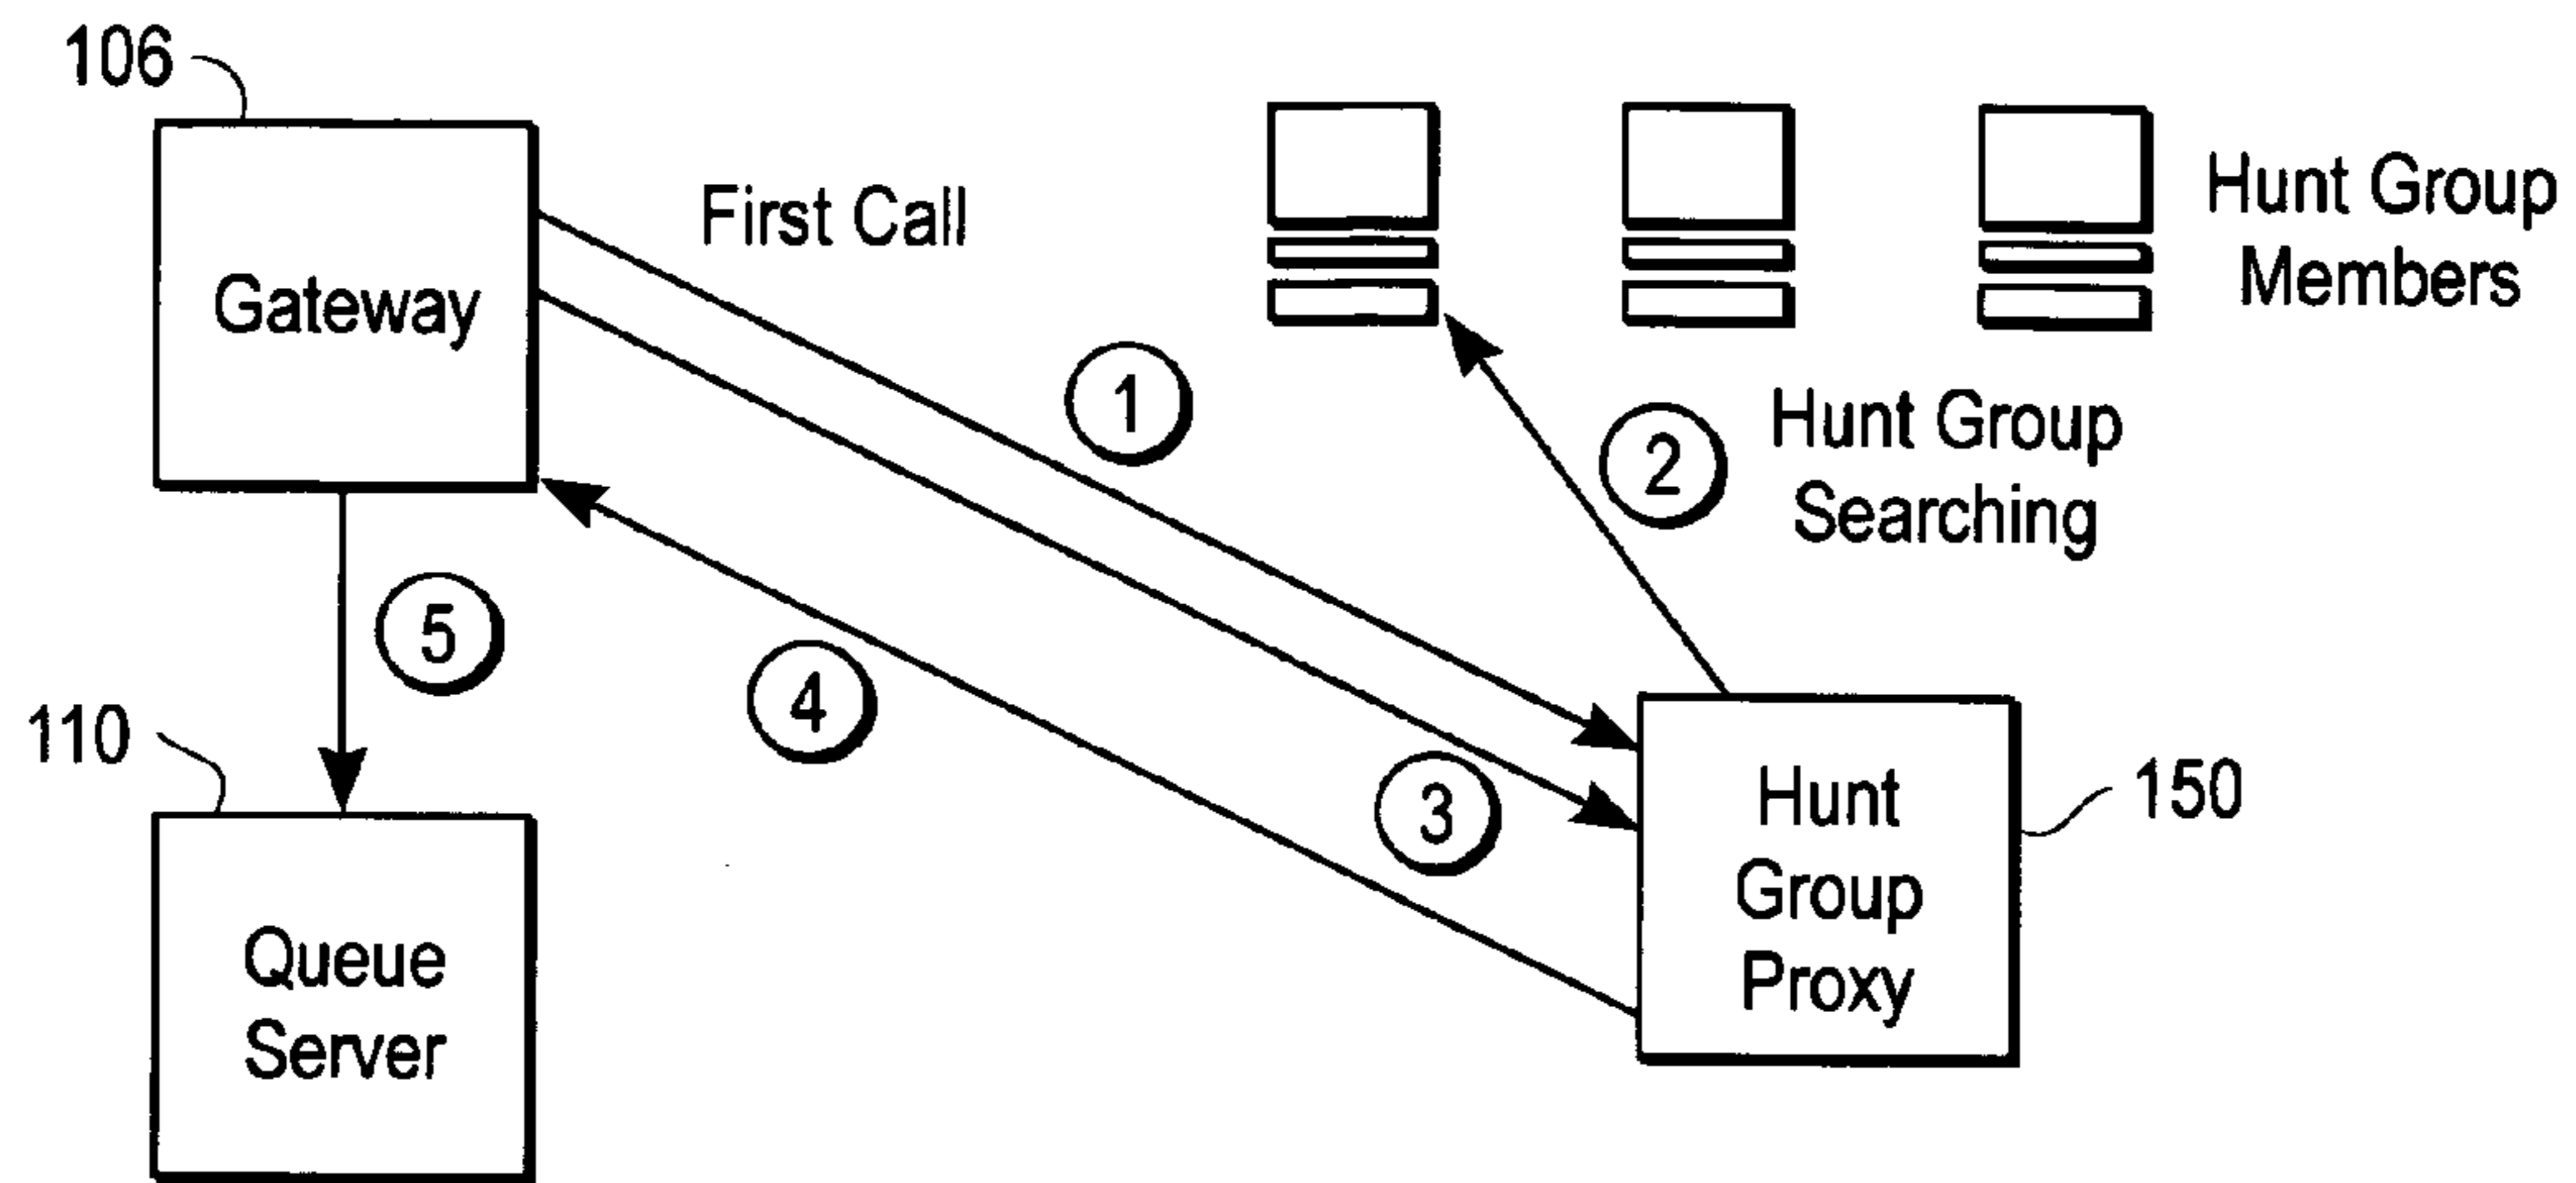 106
Gateway
First Call
Hunt Group
Members
1
2
Hunt Group
Searching
5
4
3
110
Queue
Server
Hunt
Group
Proxy
150